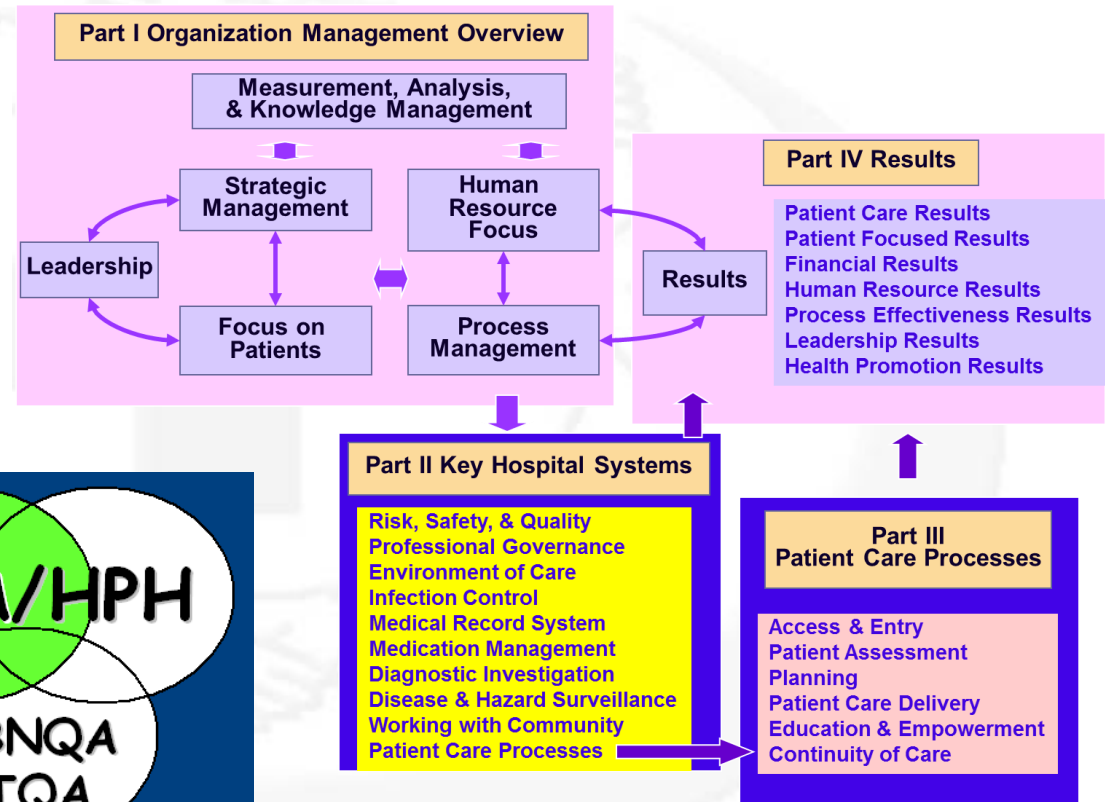 Part I Organization Management Overview
Measurement, Analysis,
& Knowledge Management
Strategic
Management
Human
Resource
Focus
Leadership
Focus on
Patients
Process
Management
Results
Part IV Results
Patient Care Results
Patient Focused Results
Financial Results
Human Resource Results
Process Effectiveness Results
Leadership Results
Health Promotion Results
Part II Key Hospital Systems
Risk, Safety, & Quality
Professional Governance
Environment of Care
Infection Control
Medical Record System
Medication Management
Diagnostic Investigation
Disease & Hazard Surveillance
Working with Community
Patient Care Processes
Part III
Patient Care Processes
Access & Entry
Patient Assessment
Planning
Patient Care Delivery
Education & Empowerment
Continuity of Care
/HPH
NQA
TQA